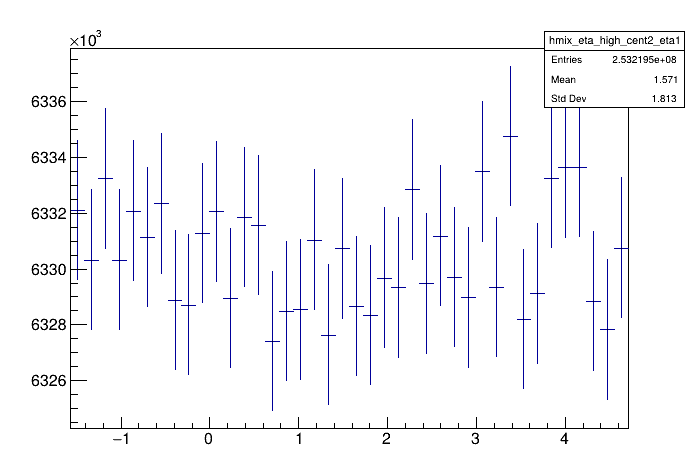 ×10³
hmix_eta_high_cent2_eta1
Entries 2.532195e+08
Mean 1.571
Std Dev 1.813
6336
6334
6332
6330
6328
6326
−1 0 1 2 3 4